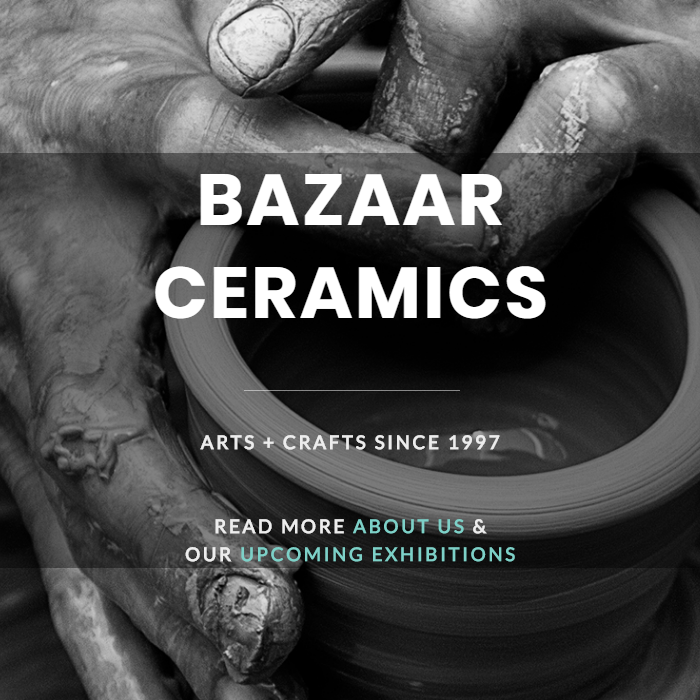 BAZAAR
CERAMICS
ARTS + CRAFTS SINCE 1997
READ MORE ABOUT US &
OUR UPCOMING EXHIBITIONS